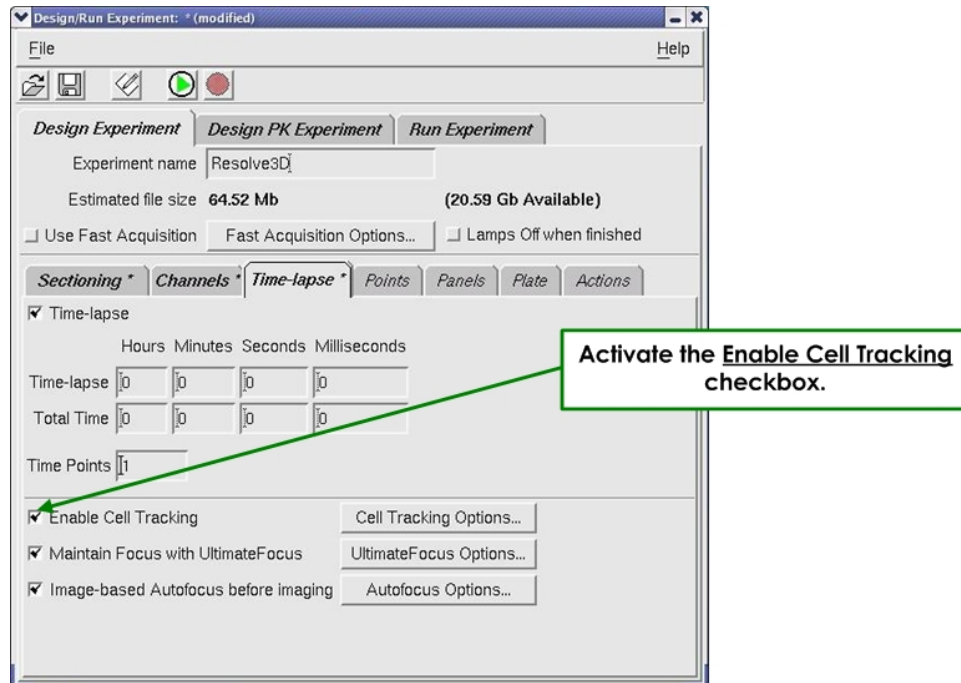 Design/Run Experiment: * (modified)
File Help
Design Experiment Design PK Experiment Run Experiment
Experiment name Resolve3D
Estimated file size 64.52 Mb (20.59 Gb Available)
Use Fast Acquisition Fast Acquisition Options... Lamps Off when finished
Sectioning * Channels * Time-lapse * Points Panels Plate Actions
Time-lapse
Hours Minutes Seconds Milliseconds
Time-lapse 0 0 0 0
Total Time 0 0 0 0
Time Points 1
Enable Cell Tracking Cell Tracking Options...
Maintain Focus with UltimateFocus UltimateFocus Options...
Image-based Autofocus before imaging Autofocus Options...
Activate the Enable Cell Tracking
checkbox.